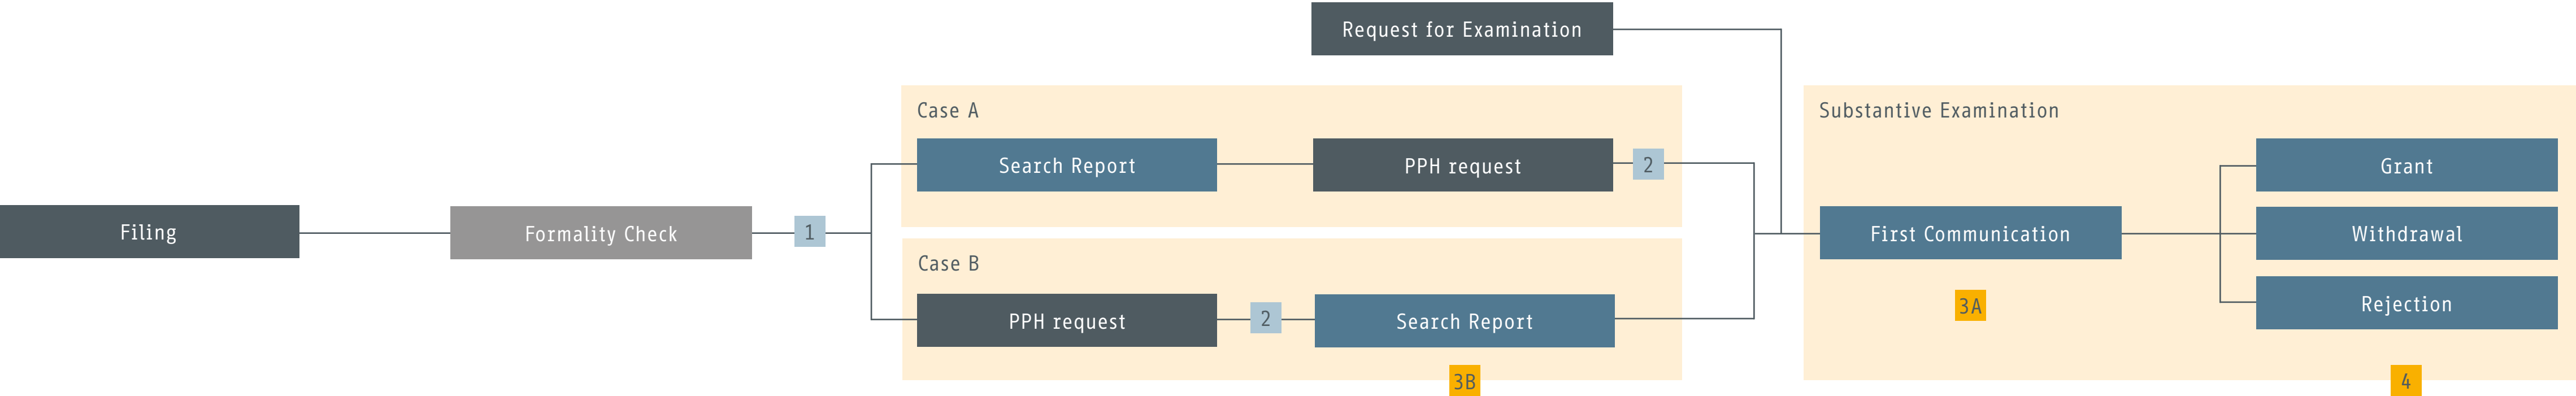 Request for Examination
Case A
Substantive Examination
Search Report
PPH request
2
Grant
Filing
Formality Check
1
First Communication
Withdrawal
Case B
PPH request
2
Search Report
3A
Rejection
3B
4